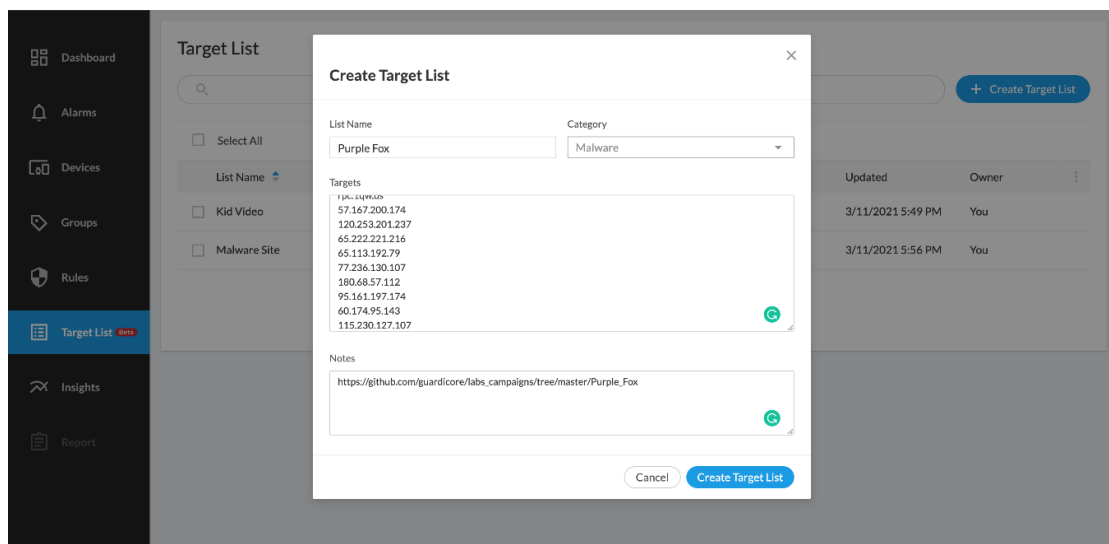 Dashboard
Alarms
Devices
Groups
Rules
Target List Beta
Insights
Report
Target List
+ Create Target List
Select All
List Name
Updated
Owner
Kid Video
3/11/2021 5:49 PM
You
Malware Site
3/11/2021 5:56 PM
You
Create Target List
List Name
Category
Purple Fox
Malware
Targets
57.167.200.174
120.253.201.237
65.222.221.216
65.113.192.79
77.236.130.107
180.68.57.112
95.161.197.174
60.174.95.143
115.230.127.107
Notes
https://github.com/guardicore/labs_campaigns/tree/master/Purple_Fox
Cancel
Create Target List